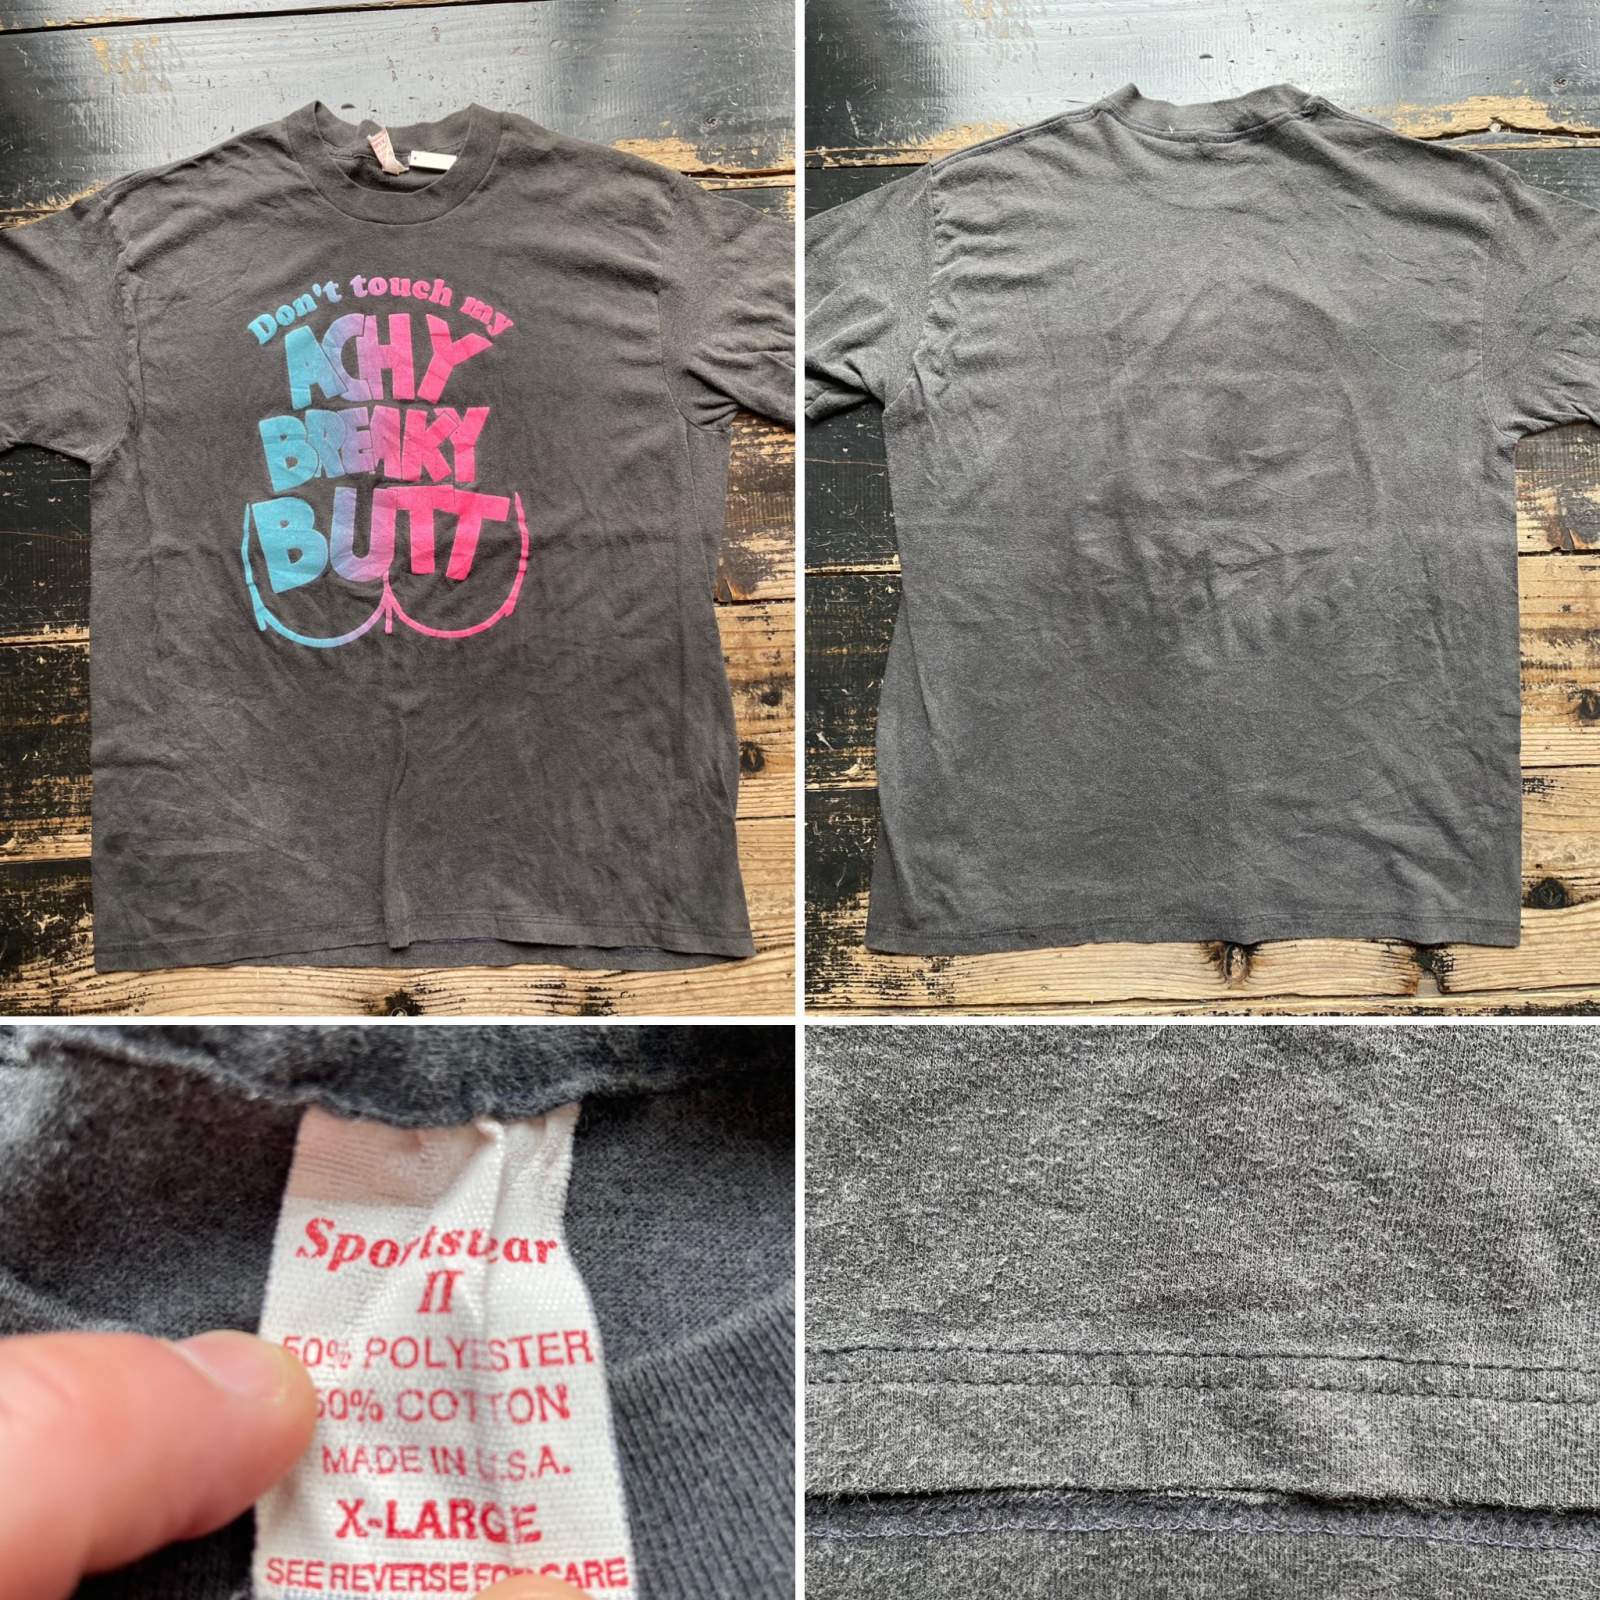 Don't touch my
ACHY
BREAKY
BUTT
Sportswear
II
50% POLYESTER
50% COTTON
MADE IN U.S.A.
X-LARGE
SEE REVERSE FOR CARE